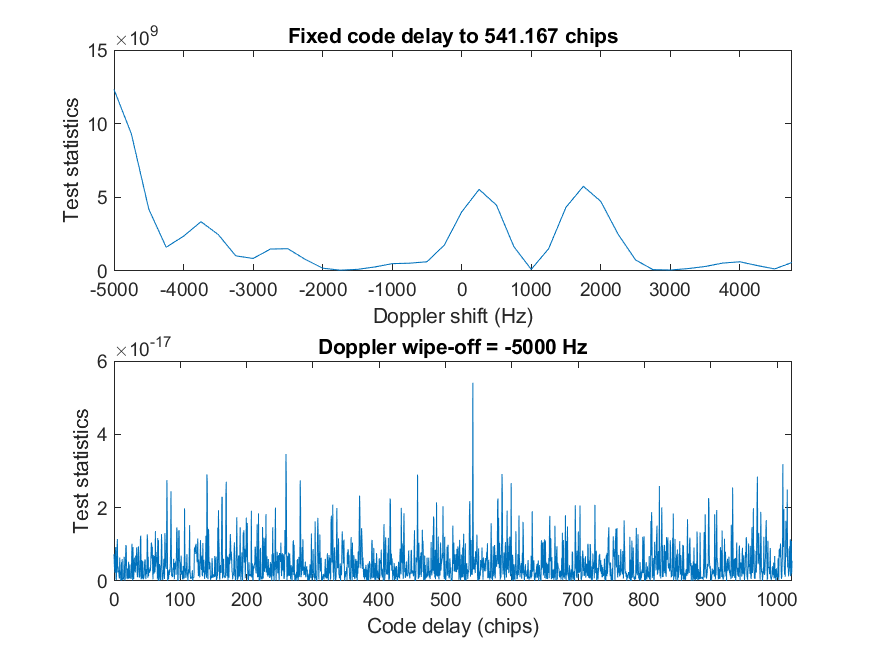 ×10^9
Fixed code delay to 541.167 chips
15
10
5
0
Test statistics
-5000 -4000 -3000 -2000 -1000 0 1000 2000 3000 4000
Doppler shift (Hz)
×10^-17
Doppler wipe-off = -5000 Hz
6
4
2
0
Test statistics
0 100 200 300 400 500 600 700 800 900 1000
Code delay (chips)